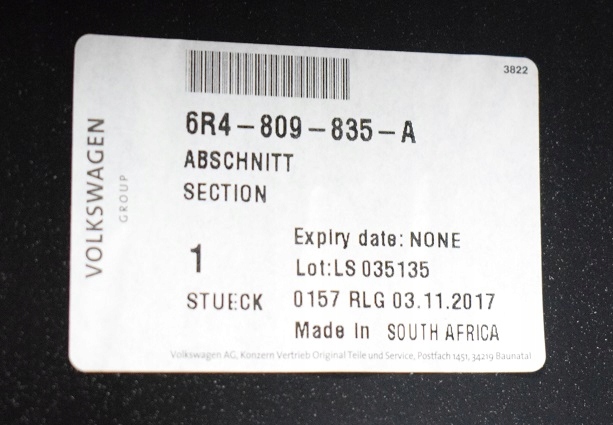 3822
6R4-809-835-A
ABSCHNITT
SECTION
VOLKSWAGEN
GROUP
1
STUECK
Expiry date: NONE
Lot:LS 035135
0157 RLG 03.11.2017
Made in SOUTH AFRICA
Volkswagen AG, Konzern Vertrieb Original Teile und Service, Postfach 1451, 34219 Baunatal